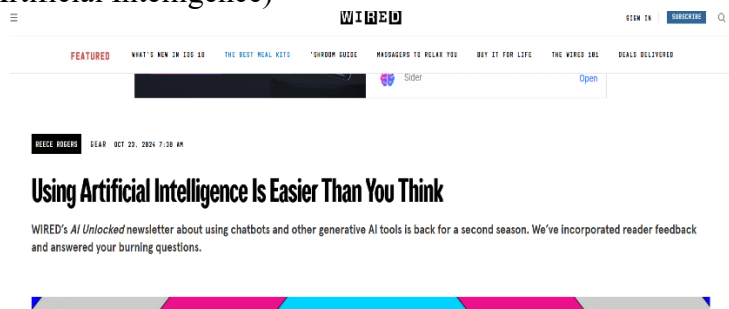 rtificial Intelligence)
WIRED
SIGN IN
SUBSCRIBE
FEATURED
WHAT'S NEW IN IOS 18
THE BEST MEAL KITS
'SHROOM GUIDE
MASSAGERS TO RELAX YOU
BUY IT FOR LIFE
THE WIRED 101
DEALS DELIVERED
Sider
Open
REECE ROGERS GEAR OCT 23, 2024 7:30 AM
Using Artificial Intelligence Is Easier Than You Think
WIRED's AI Unlocked newsletter about using chatbots and other generative AI tools is back for a second season. We've incorporated reader feedback
and answered your burning questions.